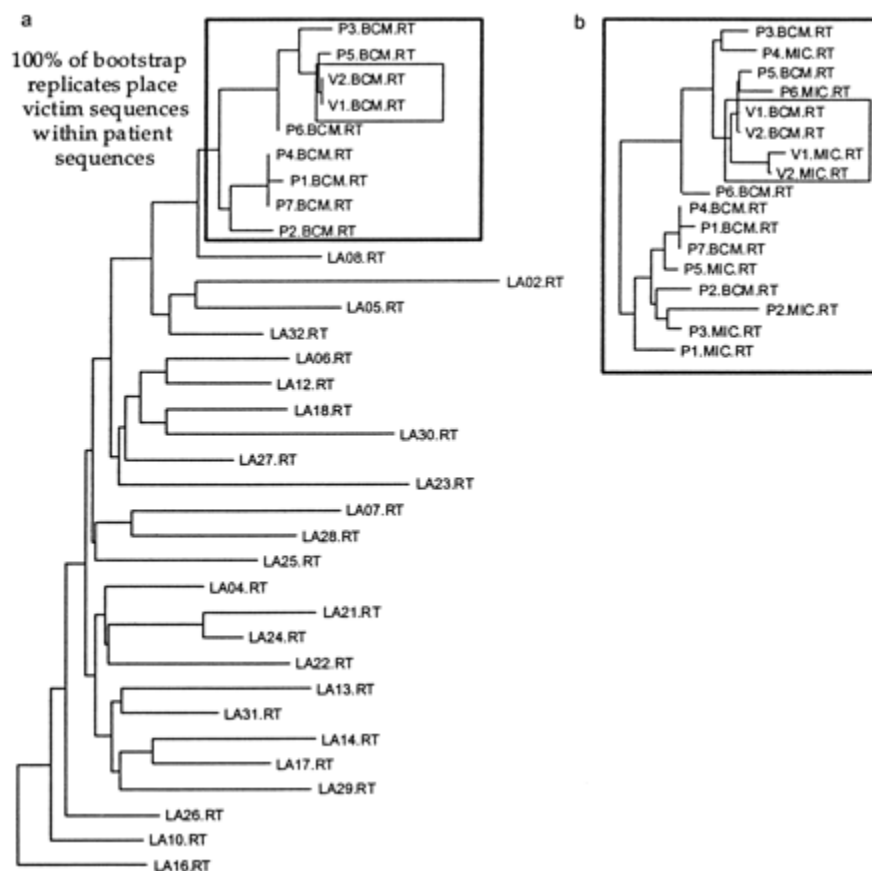 a
100% of bootstrap
replicates place
victim sequences
within patient
sequences
P3.BCM.RT
P5.BCM.RT
V2.BCM.RT
V1.BCM.RT
P6.BCM.RT
P4.BCM.RT
P1.BCM.RT
P7.BCM.RT
P2.BCM.RT
LA08.RT
LA02.RT
LA05.RT
LA32.RT
LA06.RT
LA12.RT
LA18.RT
LA30.RT
LA27.RT
LA23.RT
LA07.RT
LA28.RT
LA25.RT
LA04.RT
LA21.RT
LA24.RT
LA22.RT
LA13.RT
LA31.RT
LA14.RT
LA17.RT
LA29.RT
LA26.RT
LA10.RT
LA16.RT
b
P3.BCM.RT
P4.MIC.RT
P5.BCM.RT
P6.MIC.RT
V1.BCM.RT
V2.BCM.RT
V1.MIC.RT
V2.MIC.RT
P6.BCM.RT
P4.BCM.RT
P1.BCM.RT
P7.BCM.RT
P5.MIC.RT
P2.BCM.RT
P2.MIC.RT
P3.MIC.RT
P1.MIC.RT